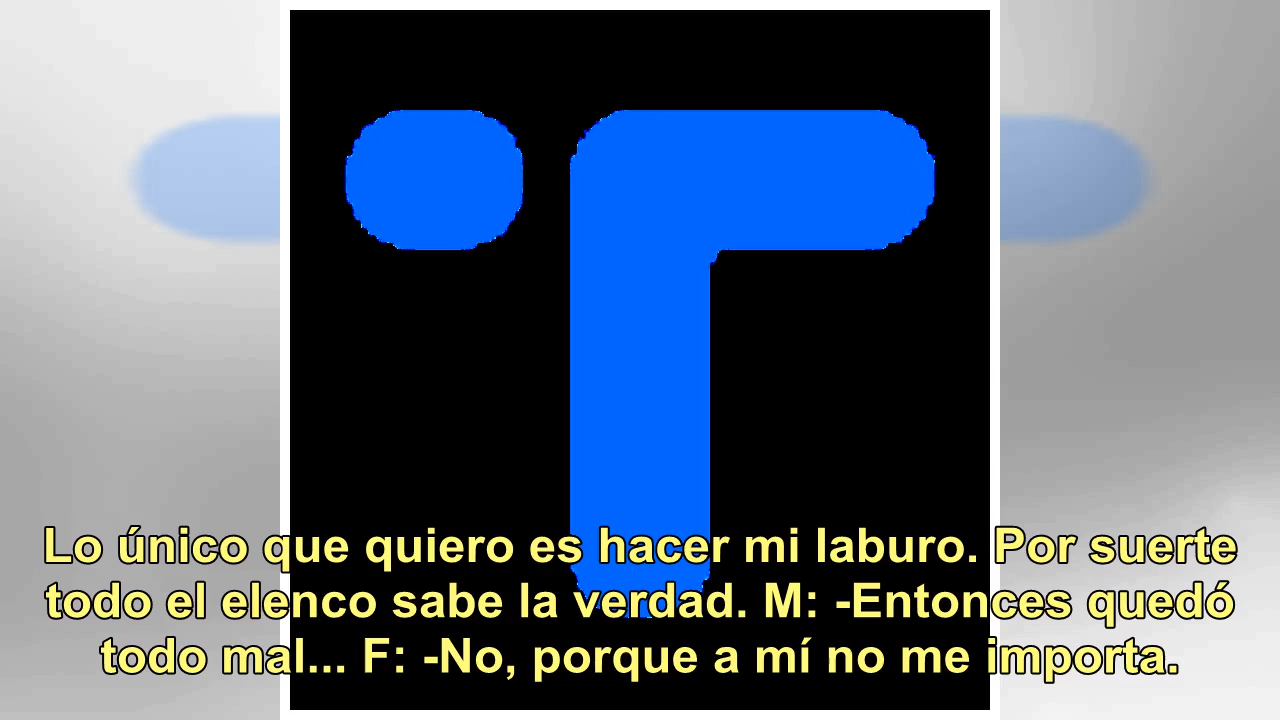 Lo único que quiero es hacer mi laburo. Por suerte
todo el elenco sabe la verdad. M: -Entonces quedó
todo mal... F: -No, porque a mí no me importa.